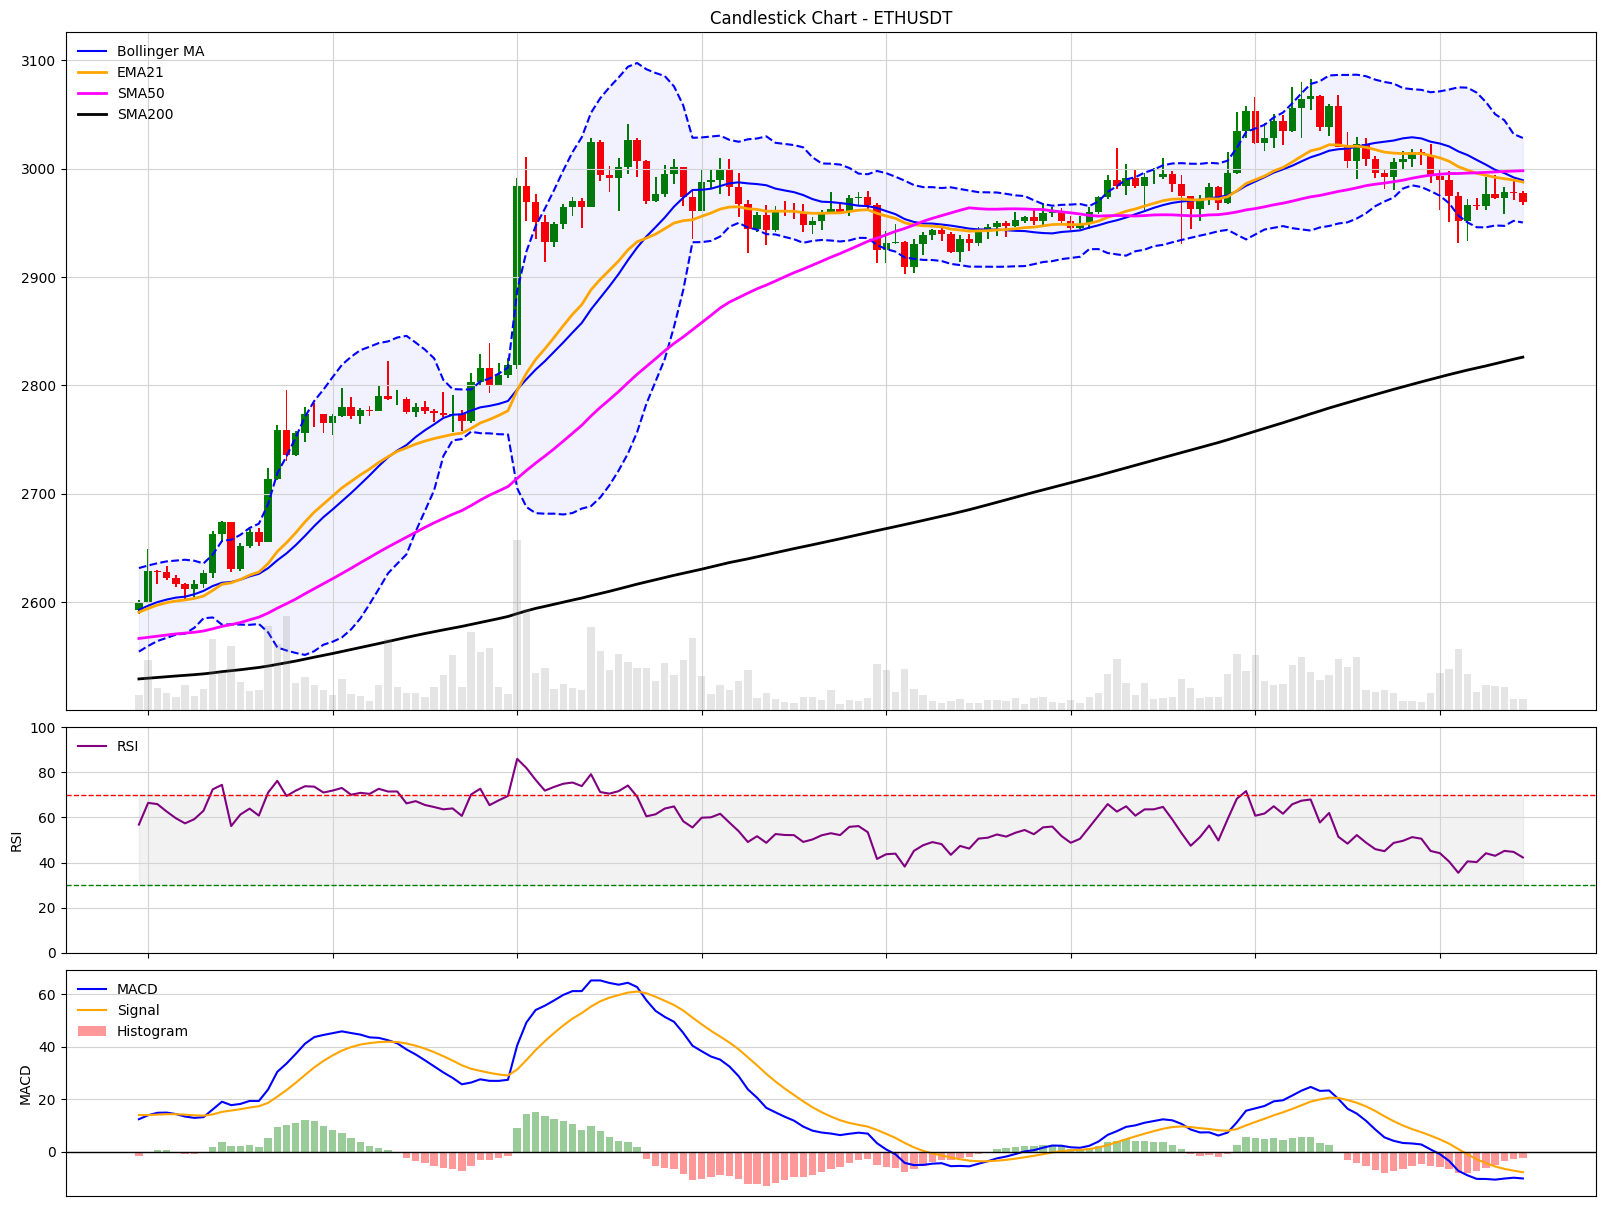 Candlestick Chart - ETHUSDT
Bollinger MA
EMA21
SMA50
SMA200
3100
3000
2900
2800
2700
2600
RSI
100
80
60
40
20
0
RSI
MACD
Signal
Histogram
60
40
20
0
MACD